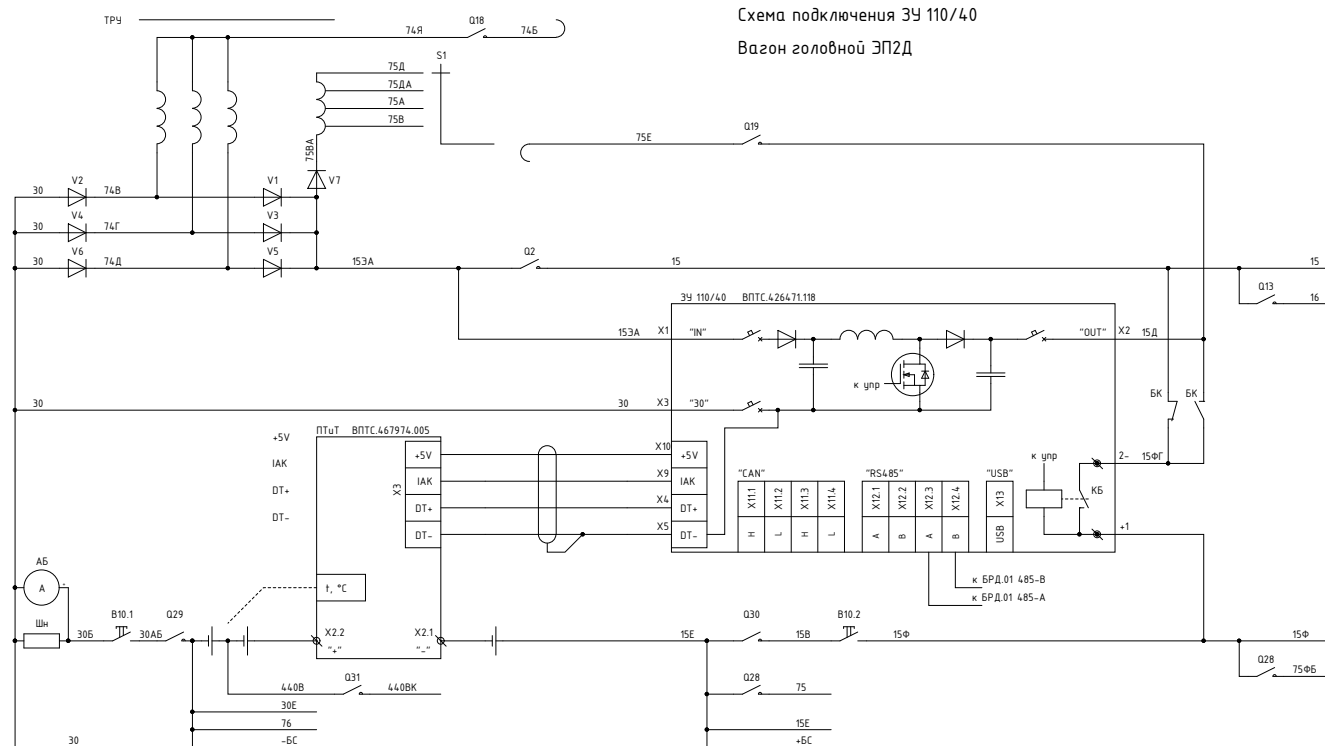 Схема подключения ЗУ 110/40
Вагон головной ЭП2Д
ТРУ
74Я
Q18
74Б
75Д
S1
75ДА
75А
75В
75Е
Q19
75ВА
V7
30
V2
74В
V1
30
V4
74Г
V3
30
V6
74Д
V5
15ЗА
Q2
15
15
Q13
16
ЗУ 110/40 ВПТС.426471.118
15ЗА
X1
"IN"
"OUT"
X2
15Д
к упр
30
30
X3
"30"
БК
БК
ПТиТ ВПТС.467974.005
+5V
IAK
DT+
DT-
X3
+5V
IAK
DT+
DT-
X10
X9
X4
X5
+5V
IAK
DT+
DT-
"CAN"
X11.1
X11.2
X11.3
X11.4
H
L
H
L
"RS485"
X12.1
X12.2
X12.3
X12.4
A
B
A
B
"USB"
X13
USB
к упр
КБ
2-
15ФГ
+1
к БРД.01 485-B
к БРД.01 485-A
АБ
А
+
Шн
30Б
В10.1
30АБ
Q29
t, °C
X2.2
"+"
X2.1
"-"
15Е
Q30
15В
В10.2
15Ф
15Ф
Q28
75ФБ
440В
Q31
440ВК
30Е
76
-БС
30
Q28
75
15Е
+БС